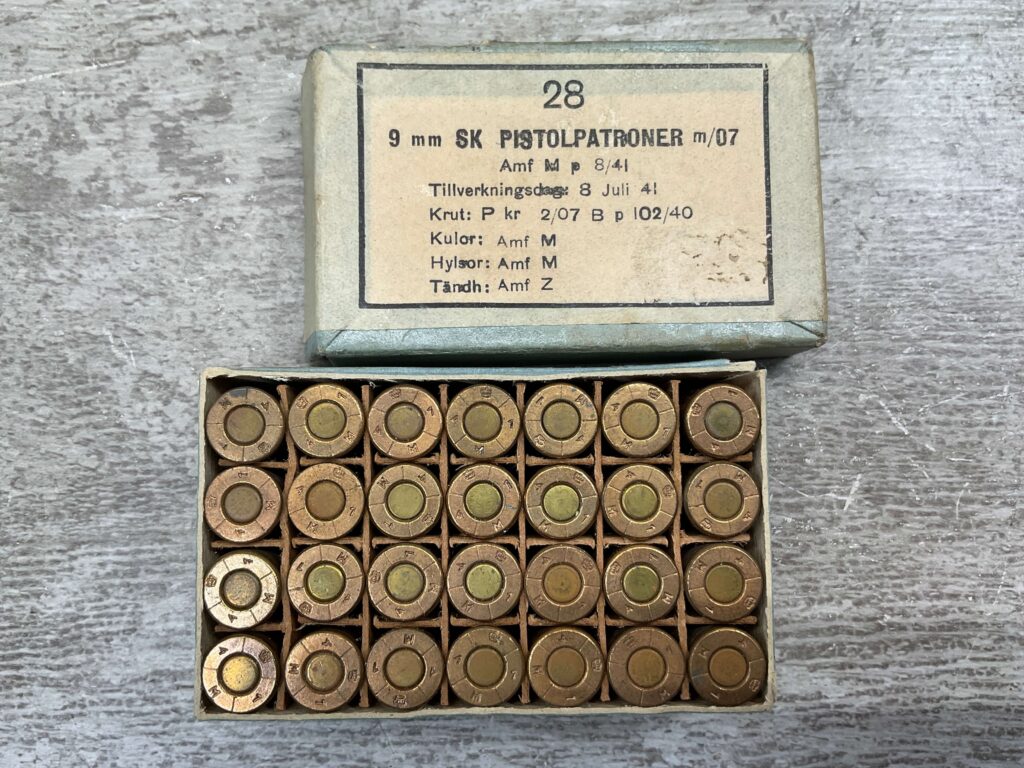 28
9 mm SK PISTOLPATRONER m/07
Amf M p 8/41
Tillverkningsdag: 8 Juli 41
Krut: P kr 2/07 B p 102/40
Kulor: Amf M
Hylsor: Amf M
Tändh: Amf Z